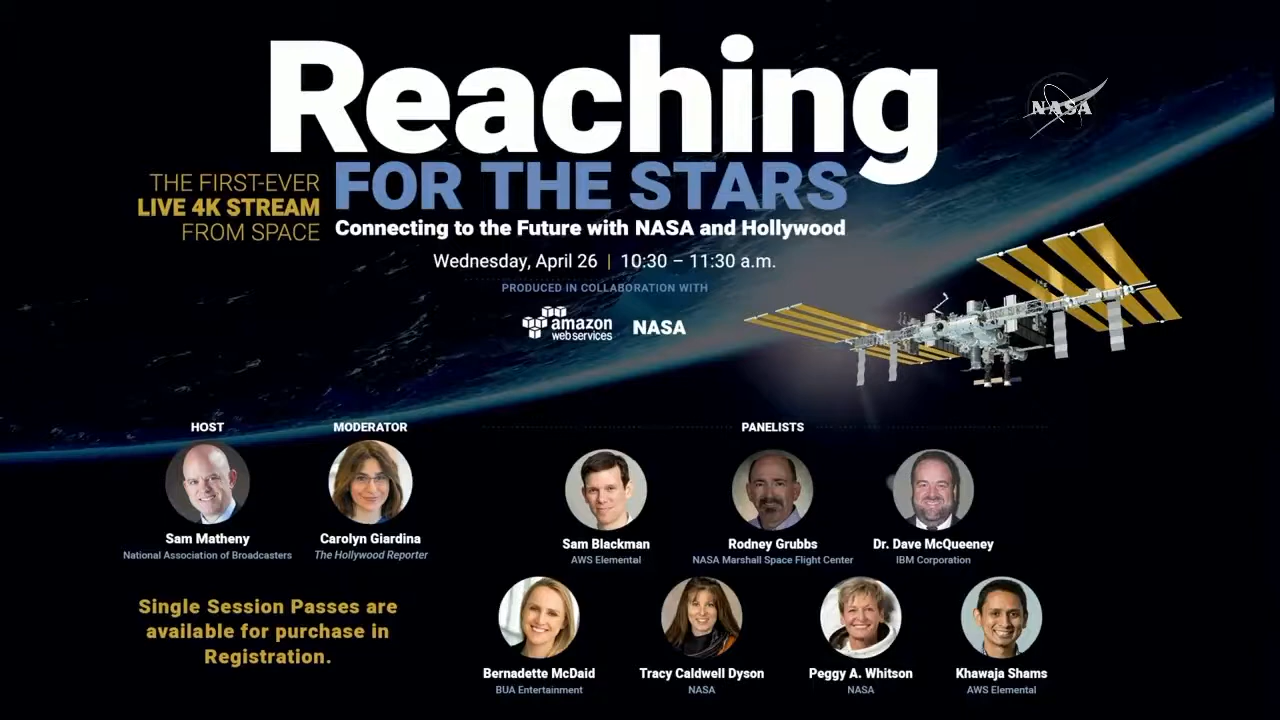 Reaching
NASA
THE FIRST-EVER
LIVE 4K STREAM
FROM SPACE
FOR THE STARS
Connecting to the Future with NASA and Hollywood
Wednesday, April 26 | 10:30 – 11:30 a.m.
PRODUCED IN COLLABORATION WITH
amazon
webservices
NASA
HOST
Sam Matheny
National Association of Broadcasters
MODERATOR
Carolyn Giardina
The Hollywood Reporter
PANELISTS
Sam Blackman
AWS Elemental
Rodney Grubbs
NASA Marshall Space Flight Center
Dr. Dave McQueeney
IBM Corporation
Bernadette McDaid
BUA Entertainment
Tracy Caldwell Dyson
NASA
Peggy A. Whitson
NASA
Khawaja Shams
AWS Elemental
Single Session Passes are
available for purchase in
Registration.